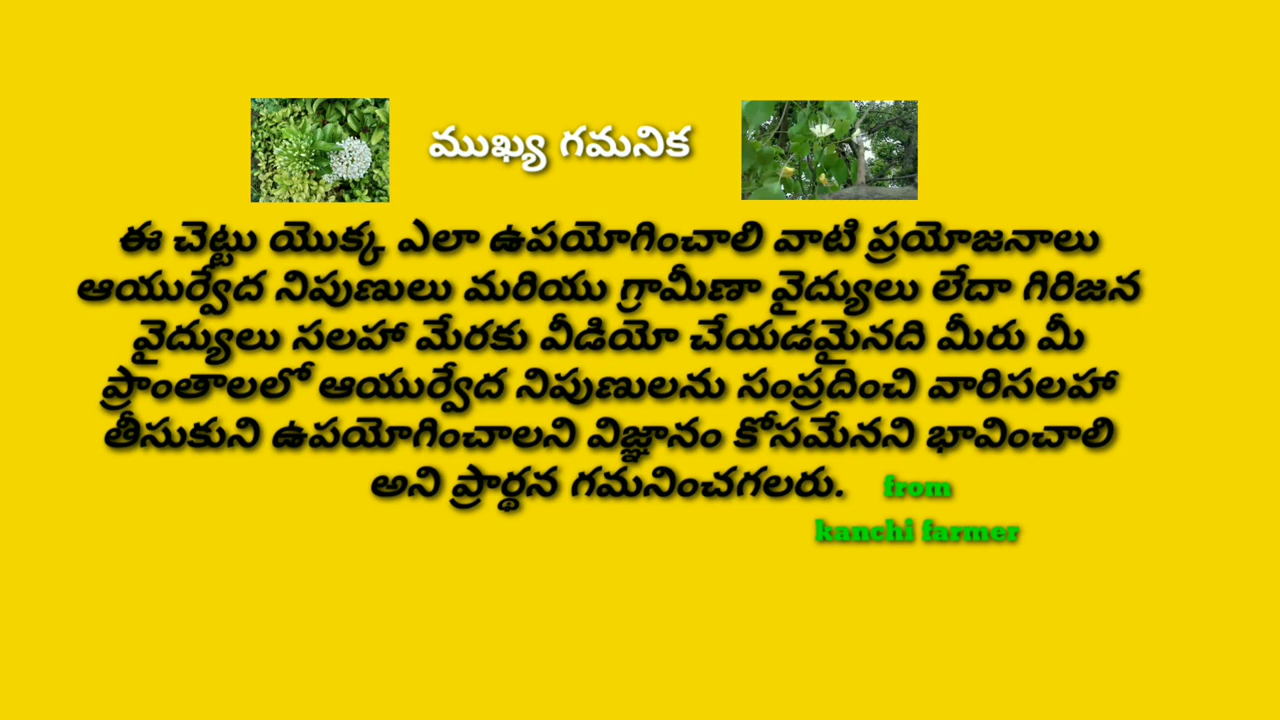 ముఖ్య గమనిక
ఈ చెట్టు యొక్క ఎలా ఉపయోగించాలి వాటి ప్రయోజనాలు
ఆయుర్వేద నిపుణులు మరియు గ్రామీణా వైద్యులు లేదా గిరిజన
వైద్యులు సలహా మేరకు వీడియో చేయడమైనది మీరు మీ
ప్రాంతాలలో ఆయుర్వేద నిపుణులను సంప్రదించి వారిసలహా
తీసుకుని ఉపయోగించాలని విజ్ఞానం కోసమేనని భావించాలి
అని ప్రార్థన గమనించగలరు. from
kanchi farmer